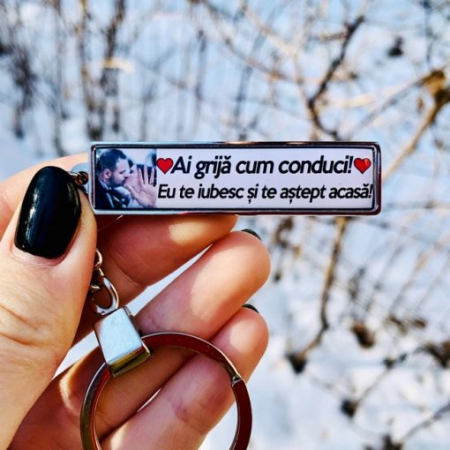 Ai grijă cum conduci!
Eu te iubesc și te aștept acasă!